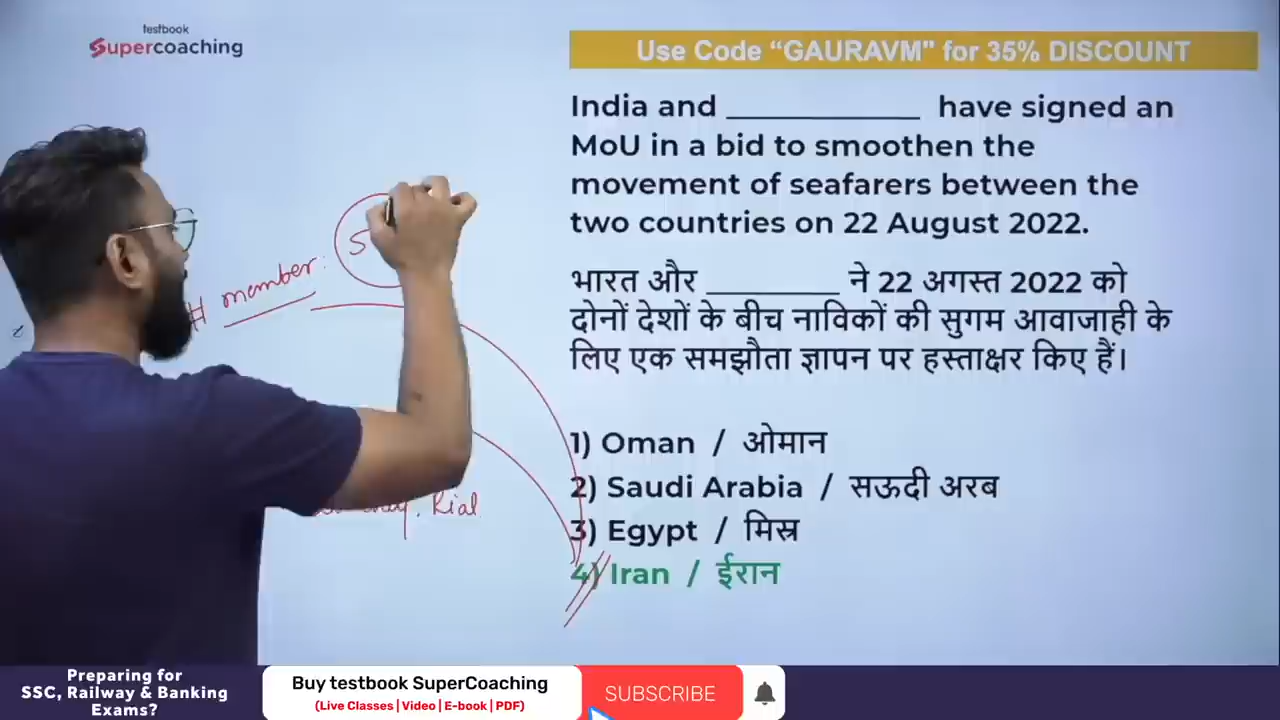 testbook
Supercoaching
Use Code “GAURAVM" for 35% DISCOUNT
India and ____________ have signed an
MoU in a bid to smoothen the
movement of seafarers between the
two countries on 22 August 2022.
भारत और _________ ने 22 अगस्त 2022 को
दोनों देशों के बीच नाविकों की सुगम आवाजाही के
लिए एक समझौता ज्ञापन पर हस्ताक्षर किए हैं।
# member: S
Rial
1) Oman / ओमान
2) Saudi Arabia / सऊदी अरब
3) Egypt / मिस्र
4) Iran / ईरान
Preparing for
SSC, Railway & Banking
Exams?
Buy testbook SuperCoaching
(Live Classes | Video | E-book | PDF)
SUBSCRIBE